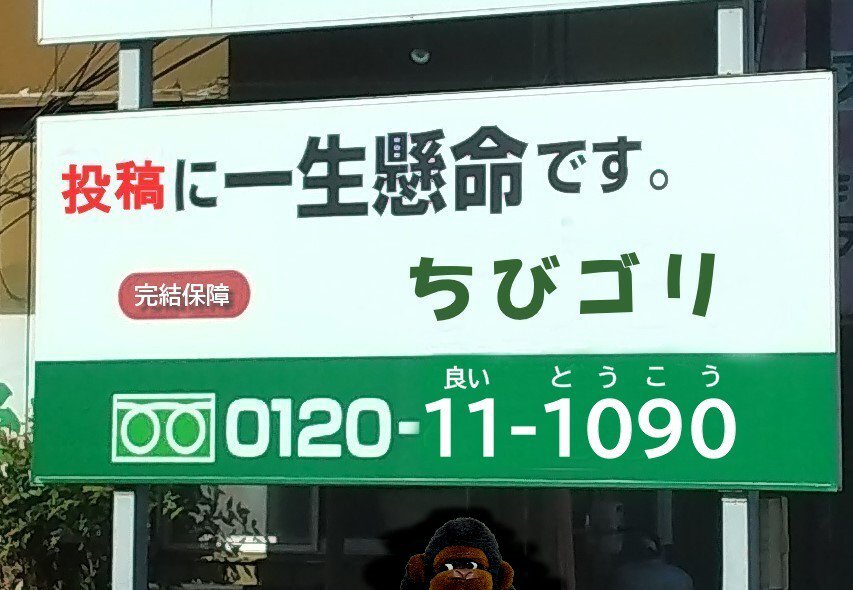 投稿に一生懸命です。
完結保障
ちびゴリ
良い とうこう
0120-11-1090